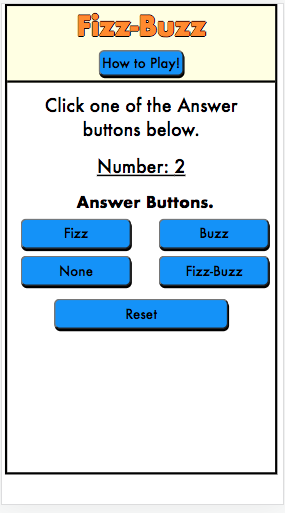 Fizz-Buzz
How to Play!
Click one of the Answer
buttons below.
Number: 2
Answer Buttons.
Fizz
Buzz
None
Fizz-Buzz
Reset